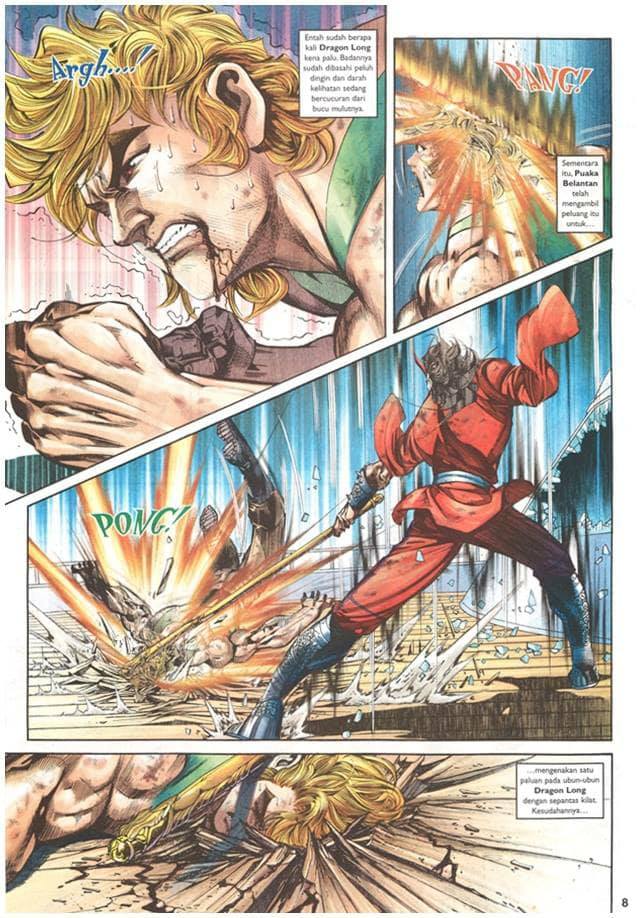 Entah sudah berapa
kali Dragon Long
kena palu. Badannya
sudah dibasahi peluh
dingin dan darah
kelihatan sedang
bercucuran dari
bucu mulutnya.
Argh....!
PANG!
Sementara
itu, Puaka
Belantan
telah
mengambil
peluang itu
untuk...
PONG!
...mengenakan satu
paluan pada ubun-ubun
Dragon Long
dengan sepantas kilat.
Kesudahannya...
8